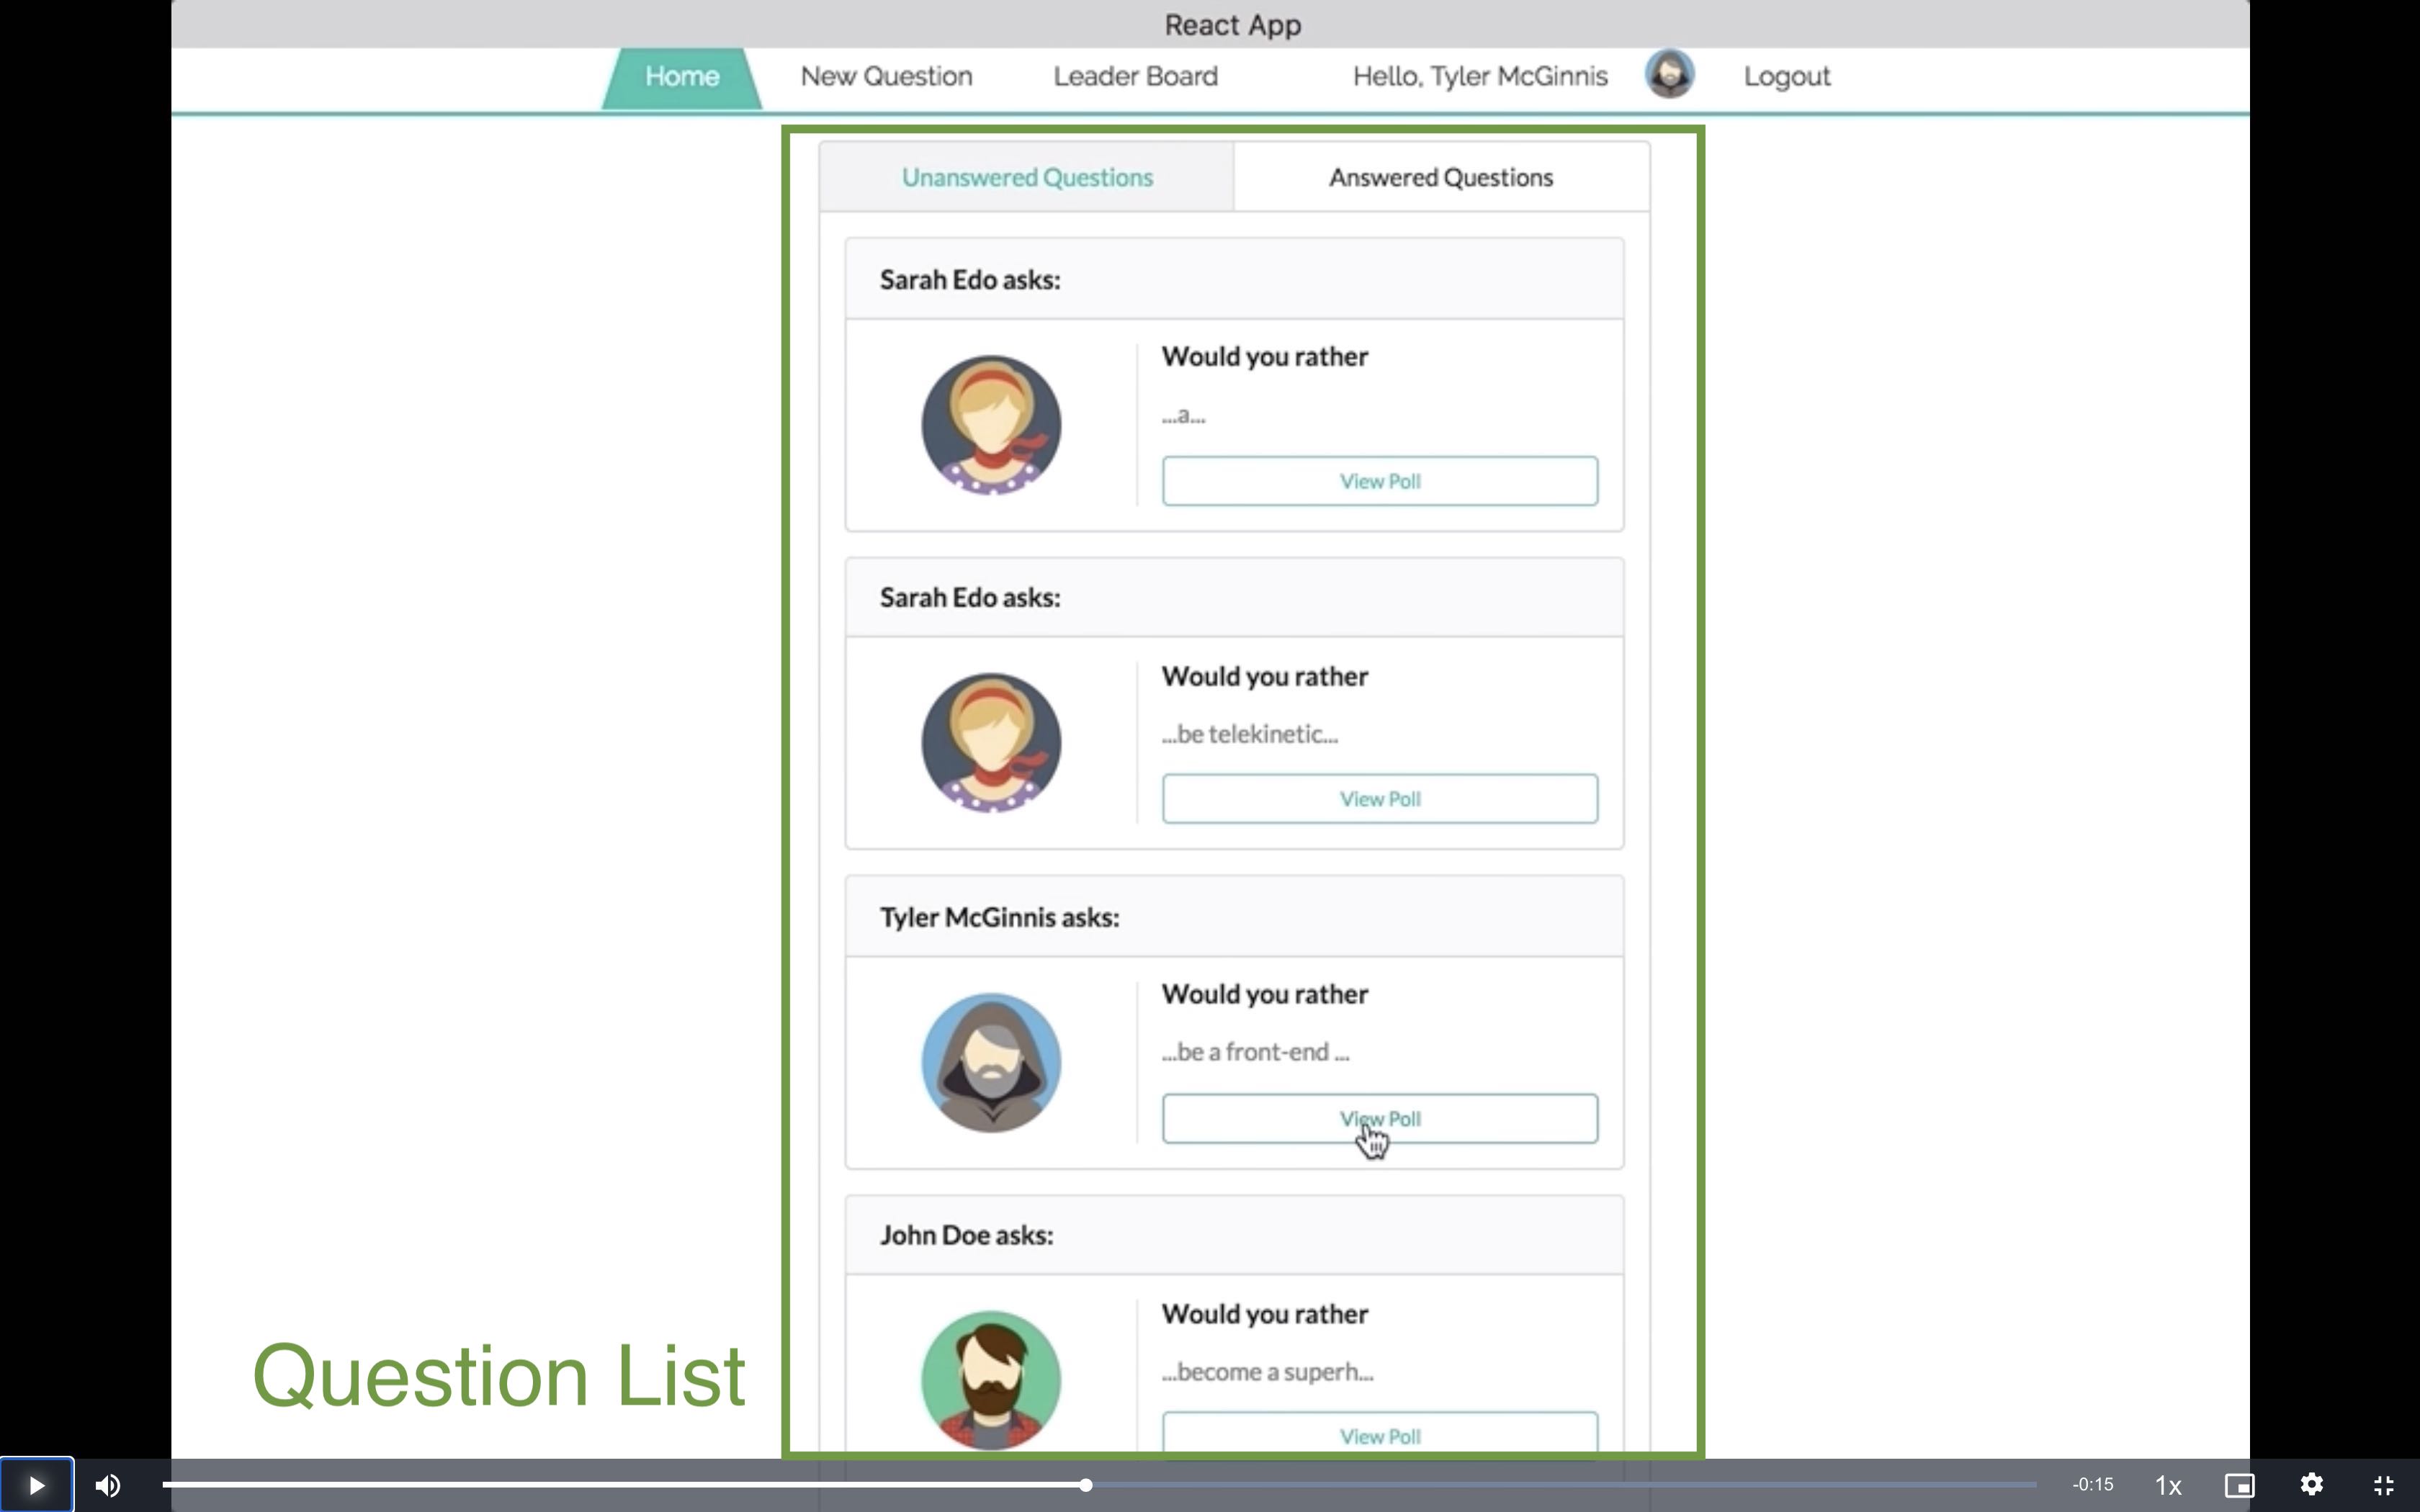 React App
Home New Question Leader Board Hello, Tyler McGinnis Logout
Unanswered Questions Answered Questions
Sarah Edo asks:
Would you rather
...a...
View Poll
Sarah Edo asks:
Would you rather
...be telekinetic...
View Poll
Tyler McGinnis asks:
Would you rather
...be a front-end ...
View Poll
John Doe asks:
Would you rather
...become a superh...
View Poll
Question List
-0:15 1x